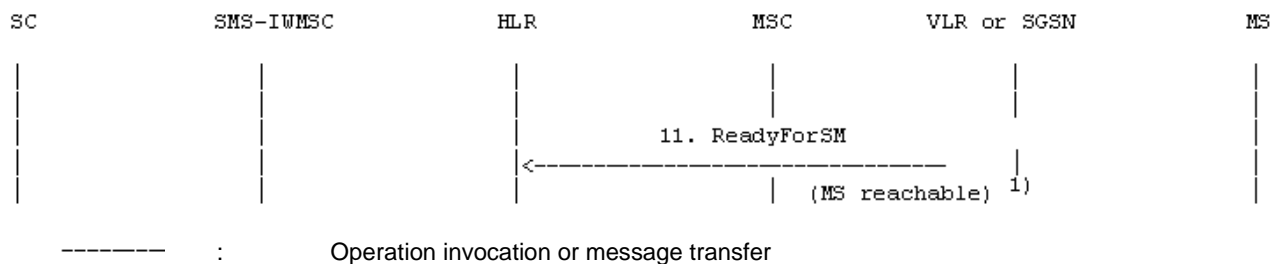 SC SMS-IWMSC HLR MSC VLR or SGSN MS
11. ReadyForSM
(MS reachable) 1)
: Operation invocation or message transfer